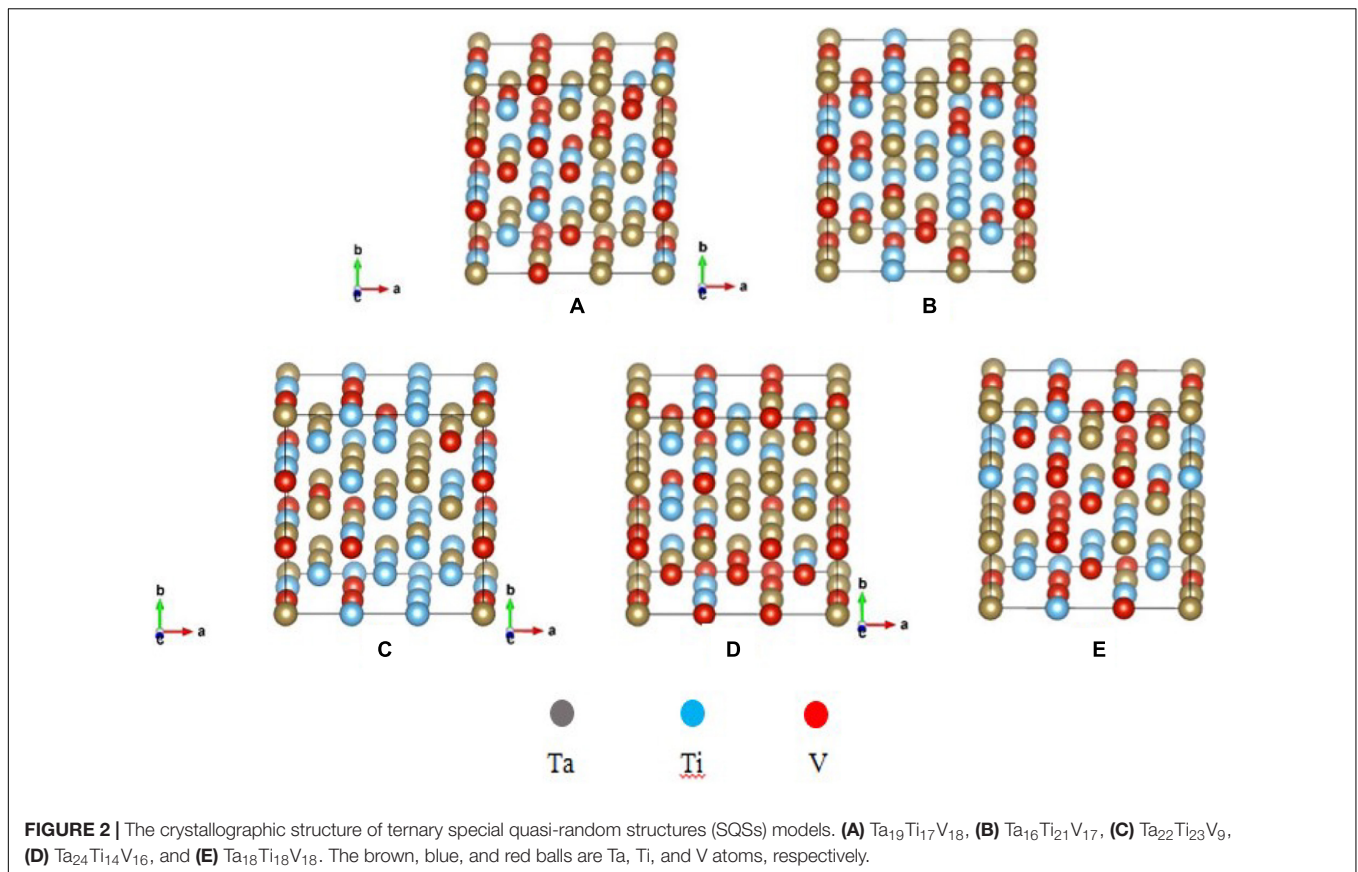 b
a
c
A
b
a
c
B
b
a
c
C
b
a
c
D
b
a
c
E
Ta
Ti
V
FIGURE 2 | The crystallographic structure of ternary special quasi-random structures (SQSs) models. (A) Ta₁₉Ti₁₇V₁₈, (B) Ta₁₆Ti₂₁V₁₇, (C) Ta₂₂Ti₂₃V₉,
(D) Ta₂₄Ti₁₄V₁₆, and (E) Ta₁₈Ti₁₈V₁₈. The brown, blue, and red balls are Ta, Ti, and V atoms, respectively.